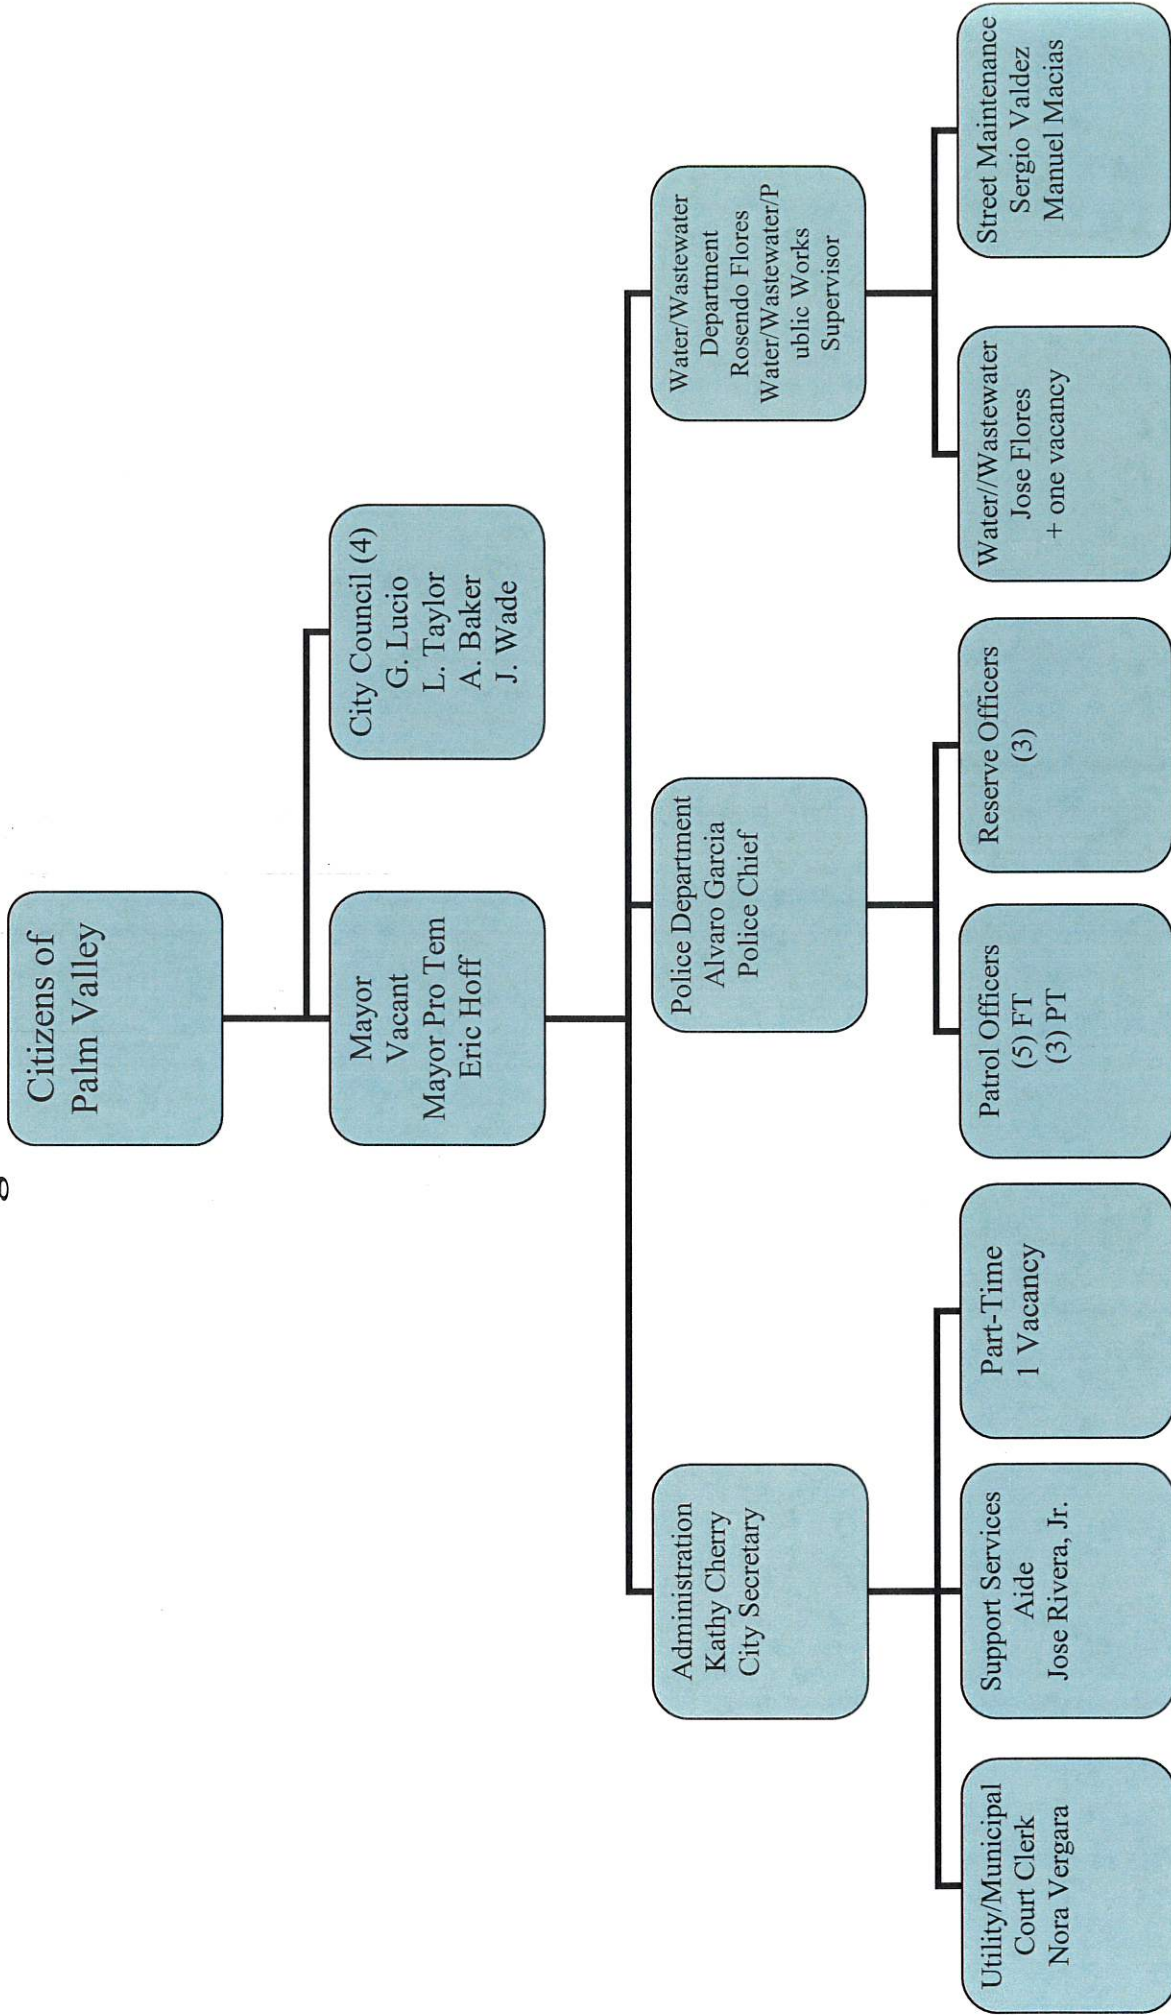 Citizens of
Palm Valley
Mayor
Vacant
Mayor Pro Tem
Eric Hoff
City Council (4)
G. Lucio
L. Taylor
A. Baker
J. Wade
Administration
Kathy Cherry
City Secretary
Police Department
Alvaro Garcia
Police Chief
Water/Wastewater
Department
Rosendo Flores
Water/Wastewater/P
ublic Works
Supervisor
Utility/Municipal
Court Clerk
Nora Vergara
Support Services
Aide
Jose Rivera, Jr.
Part-Time
1 Vacancy
Patrol Officers
(5) FT
(3) PT
Reserve Officers
(3)
Water//Wastewater
Jose Flores
+ one vacancy
Street Maintenance
Sergio Valdez
Manuel Macias